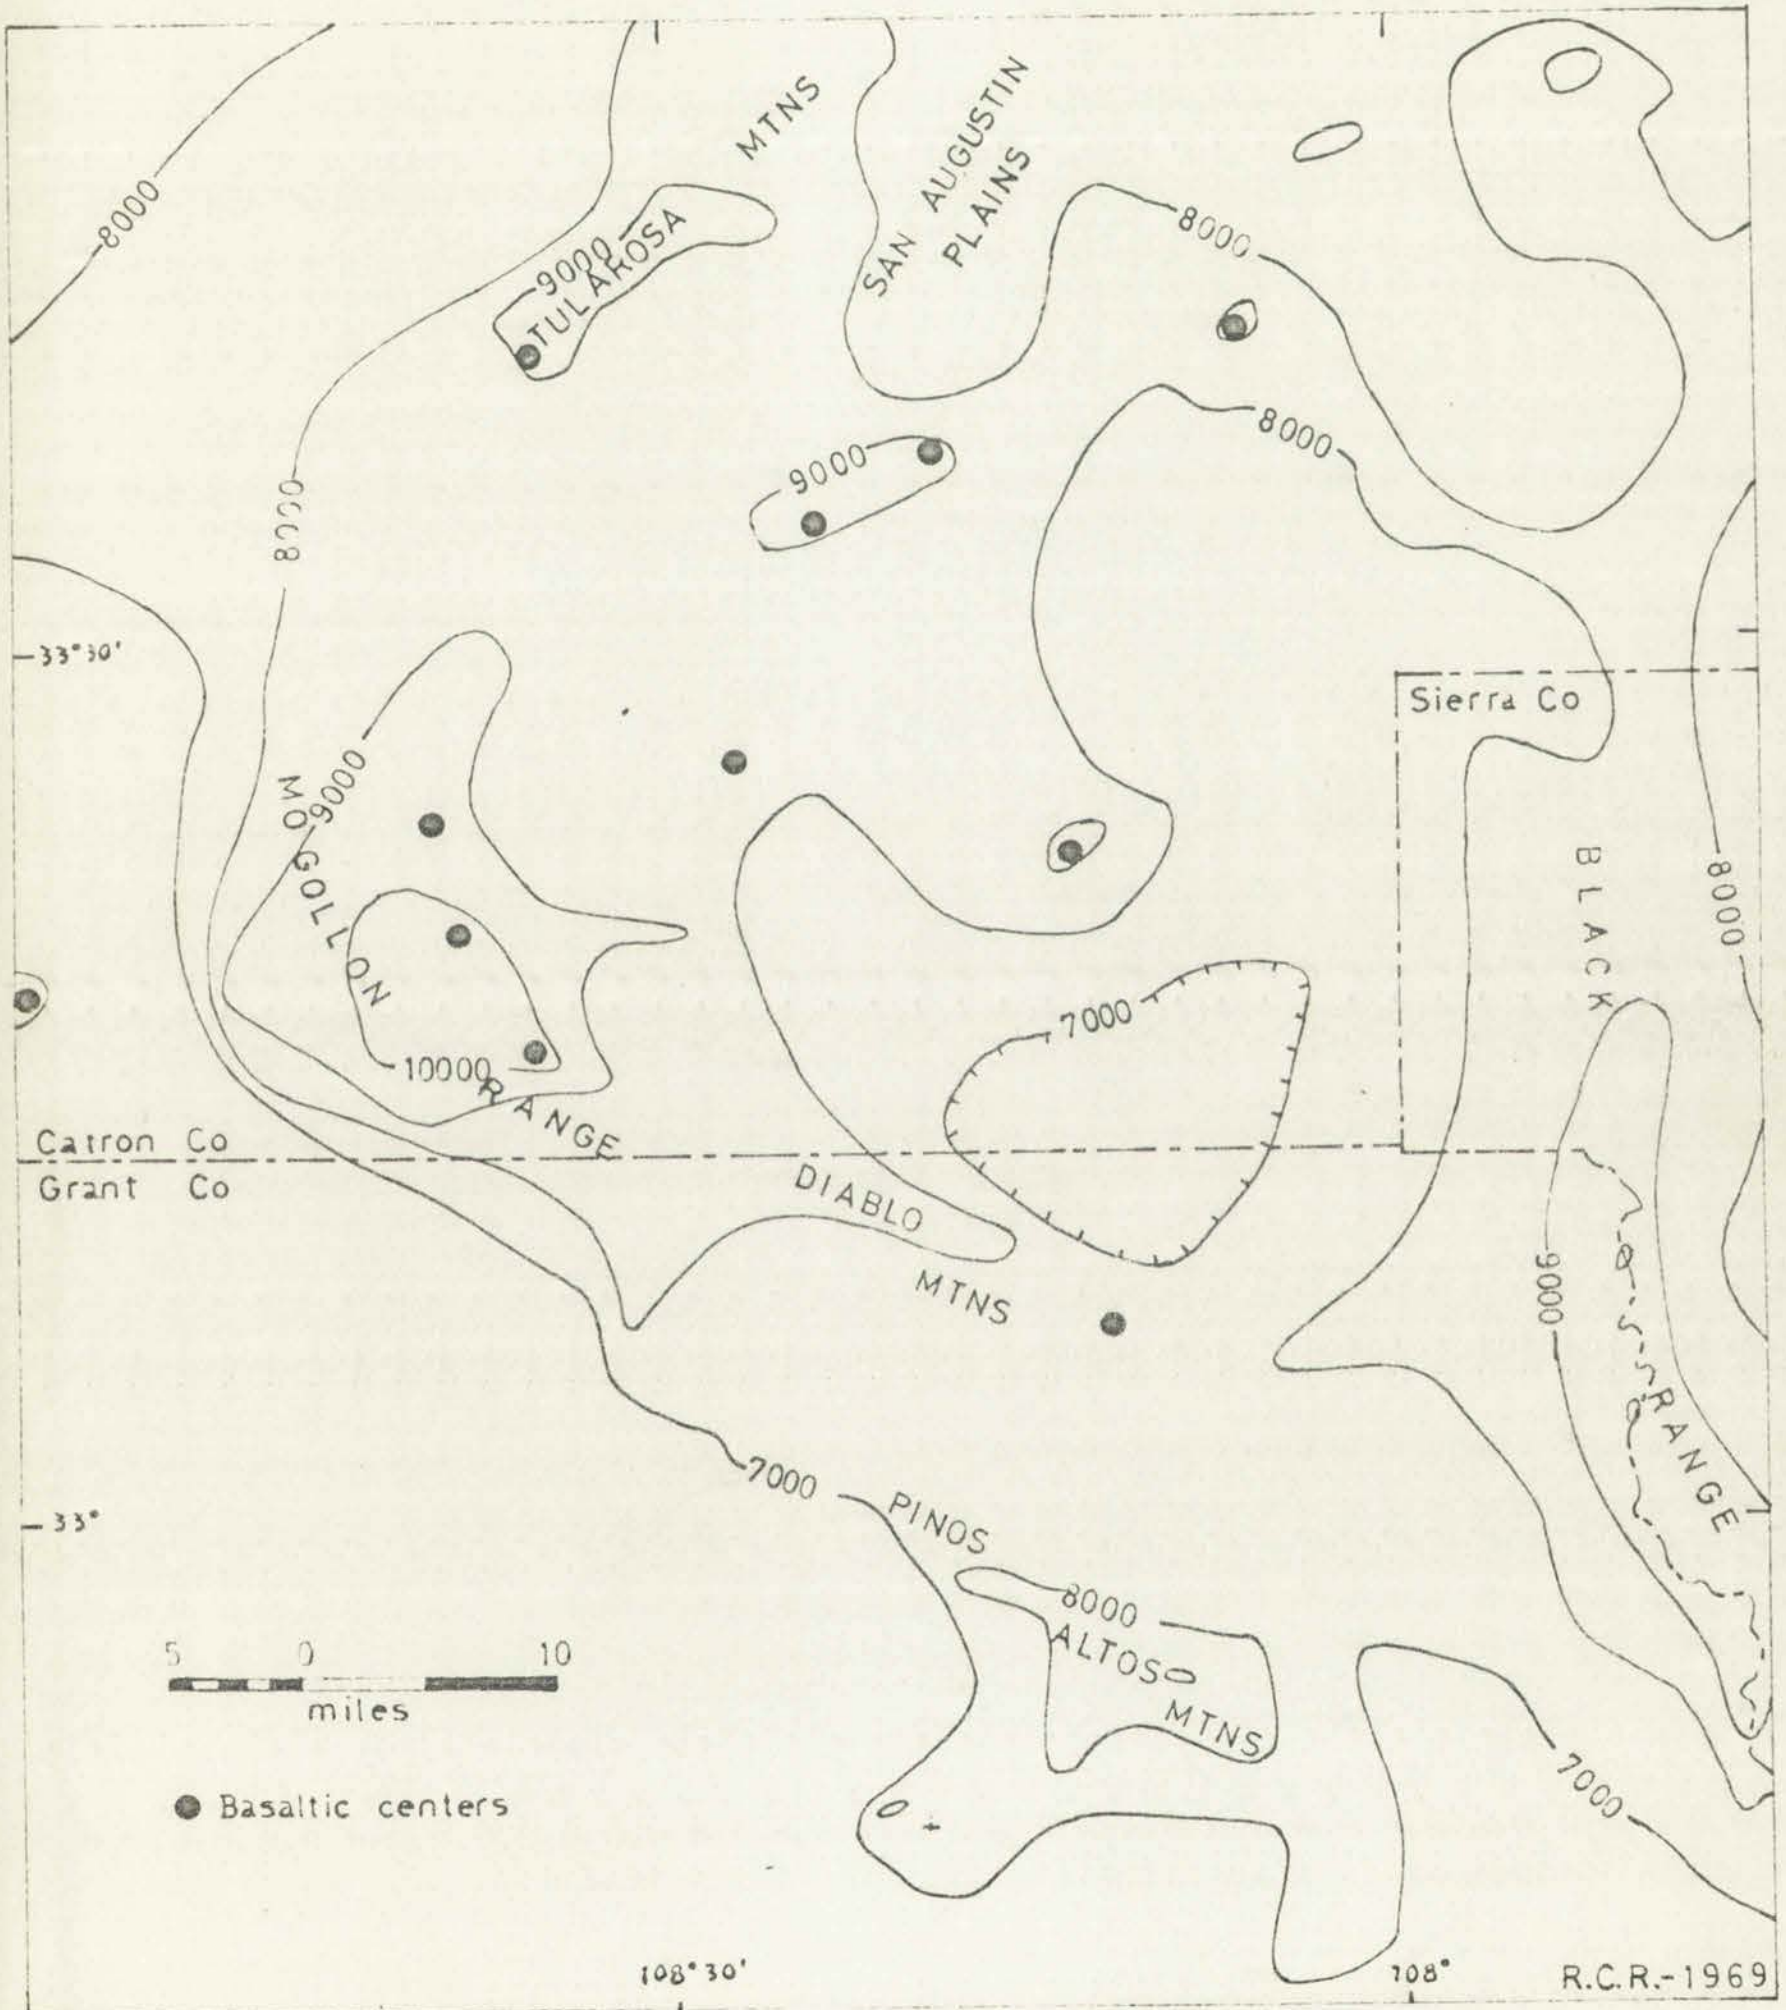 MTNS
SAN AUGUSTIN
PLAINS
8000
8000
9000
TULAROSA
8000
9000
8000
33°30'
Sierra Co
9000
MOGOLLON
BLACK
8000
7000
10000
RANGE
Catron Co
Grant Co
DIABLO
MTNS
9000
RANGE
7000
PINOS
33°
8000
ALTOS
MTNS
5 0 10
miles
7000
Basaltic centers
108°30'
108°
R.C.R.-1969